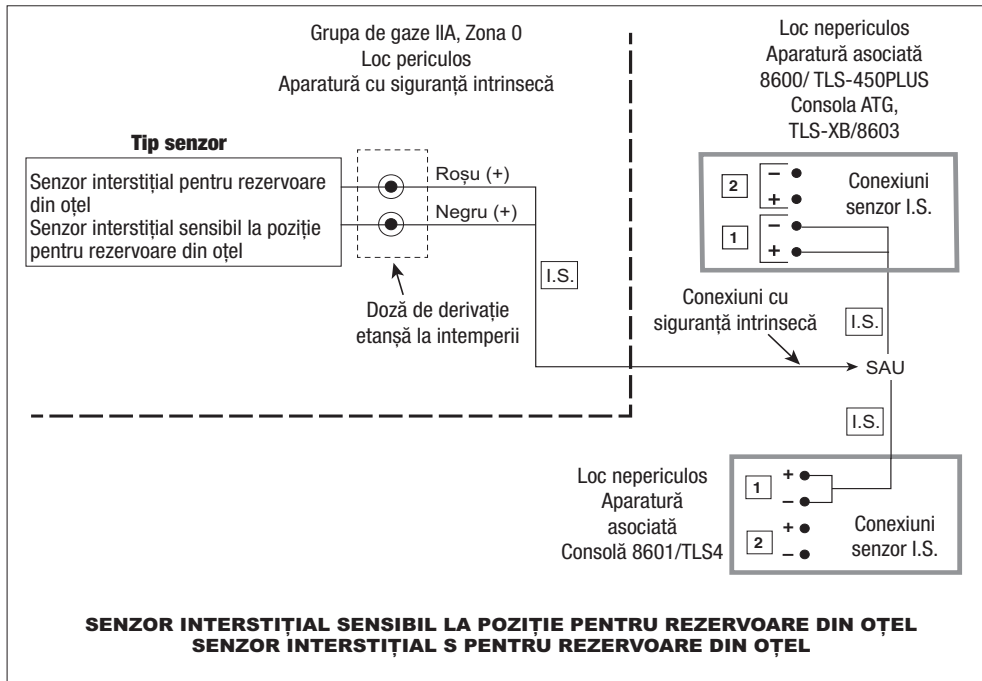 Grupa de gaze IIA, Zona 0
Loc periculos
Aparatură cu siguranță intrinsecă
Loc nepericulos
Aparatură asociată
8600/ TLS-450PLUS
Consola ATG,
TLS-XB/8603
Tip senzor
Senzor interstițial pentru rezervoare
din oțel
Senzor interstițial sensibil la poziție
pentru rezervoare din oțel
Roșu (+)
Negru (+)
I.S.
Doză de derivație
etanșă la intemperii
2
–
+
1
–
+
Conexiuni
senzor I.S.
Conexiuni cu
siguranță intrinsecă
I.S.
SAU
I.S.
Loc nepericulos
Aparatură
asociată
Consolă 8601/TLS4
1
+
–
2
+
–
Conexiuni
senzor I.S.
SENZOR INTERSTIȚIAL SENSIBIL LA POZIȚIE PENTRU REZERVOARE DIN OȚEL
SENZOR INTERSTIȚIAL S PENTRU REZERVOARE DIN OȚEL